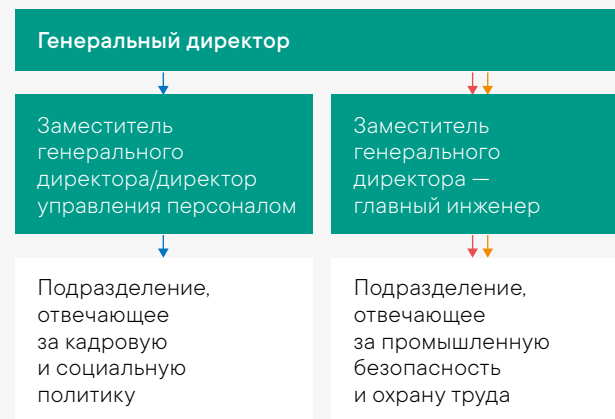 Генеральный директор
Заместитель
генерального
директора/директор
управления персоналом
Заместитель
генерального
директора —
главный инженер
Подразделение,
отвечающее
за кадровую
и социальную
политику
Подразделение,
отвечающее
за промышленную
безопасность
и охрану труда